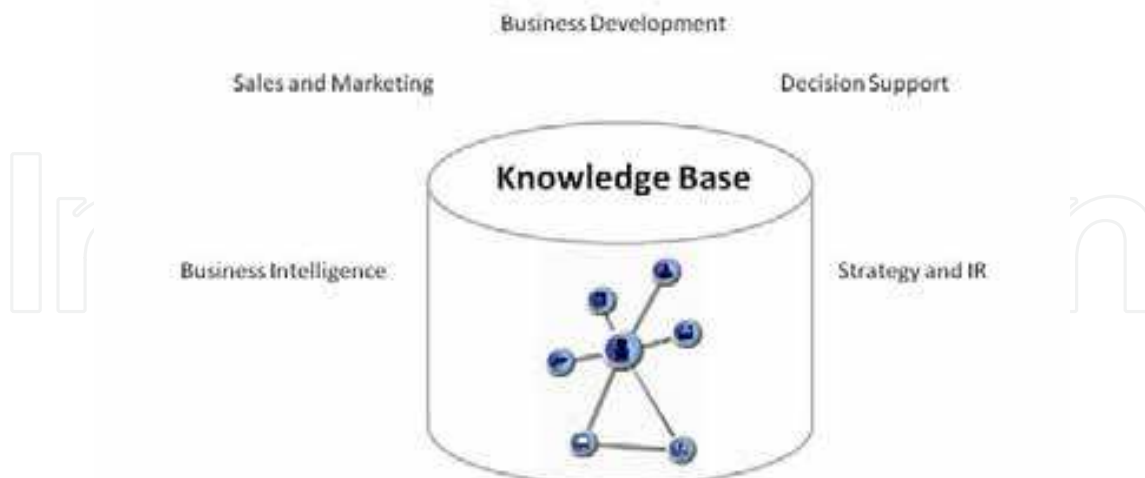 Business Development
Sales and Marketing
Decision Support
Knowledge Base
Business Intelligence
Strategy and IR